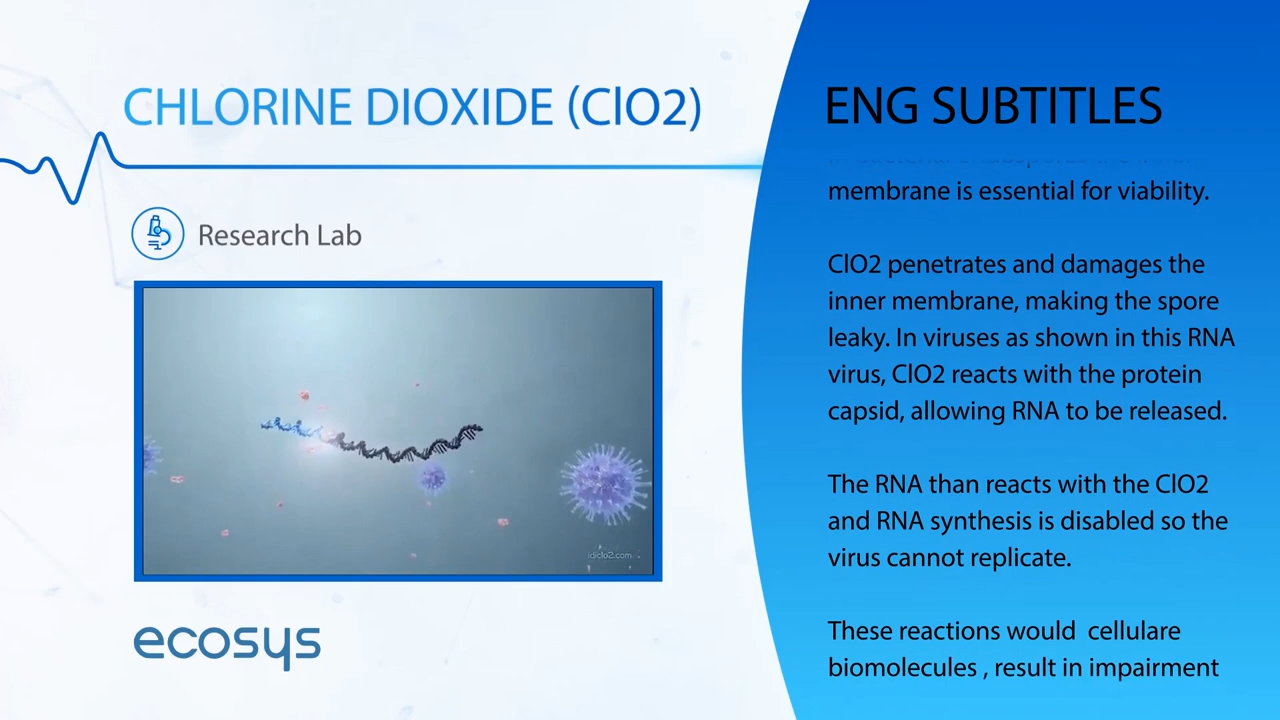 CHLORINE DIOXIDE (ClO2)
Research Lab
idiclo2.com
ecosys
ENG SUBTITLES
membrane is essential for viability.
ClO2 penetrates and damages the
inner membrane, making the spore
leaky. In viruses as shown in this RNA
virus, ClO2 reacts with the protein
capsid, allowing RNA to be released.
The RNA than reacts with the ClO2
and RNA synthesis is disabled so the
virus cannot replicate.
These reactions would cellulare
biomolecules , result in impairment